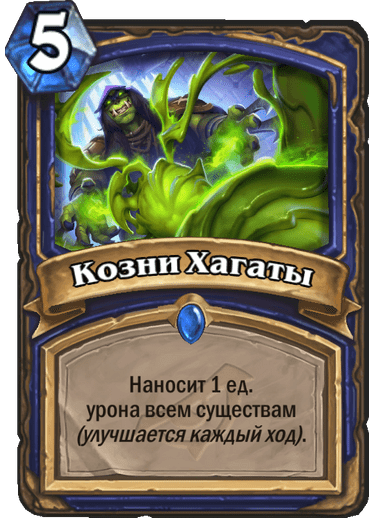 5
Козни Хагаты
Наносит 1 ед.
урона всем существам
(улучшается каждый ход).